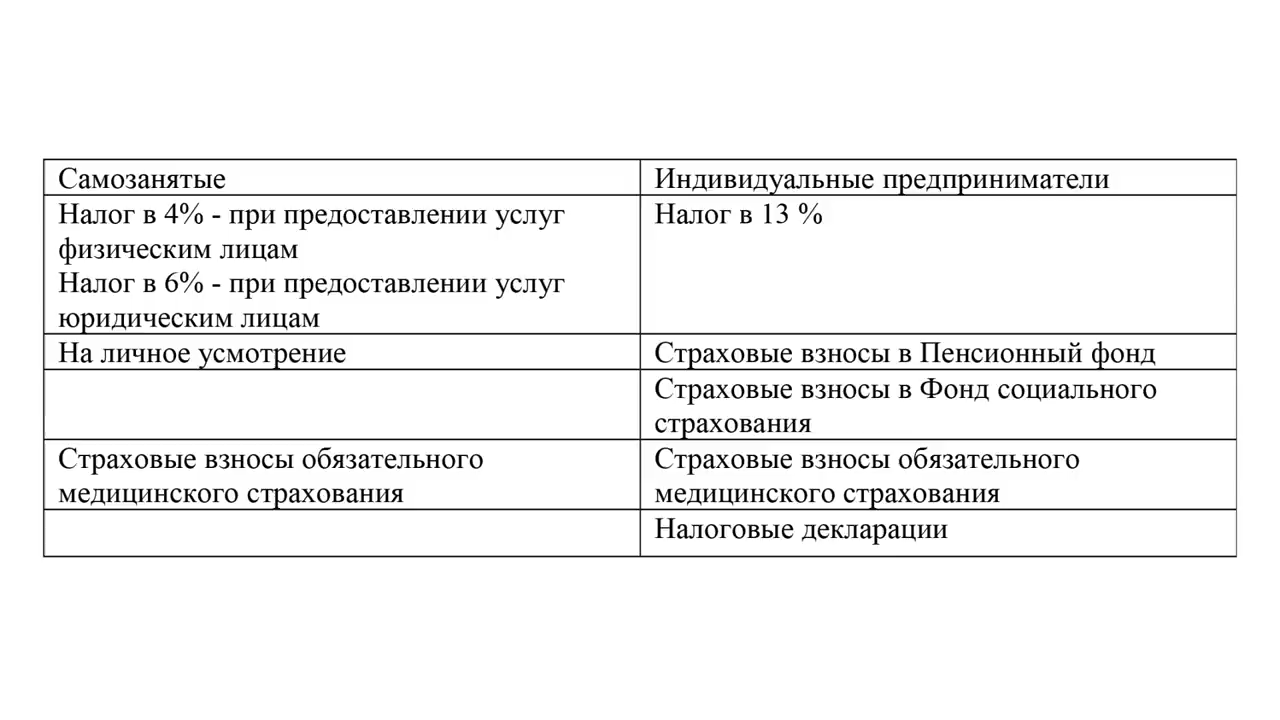 Самозанятые
Индивидуальные предприниматели
Налог в 4% - при предоставлении услуг
физическим лицам
Налог в 6% - при предоставлении услуг
юридическим лицам
Налог в 13 %
На личное усмотрение
Страховые взносы в Пенсионный фонд
Страховые взносы в Фонд социального
страхования
Страховые взносы обязательного
медицинского страхования
Страховые взносы обязательного
медицинского страхования
Налоговые декларации